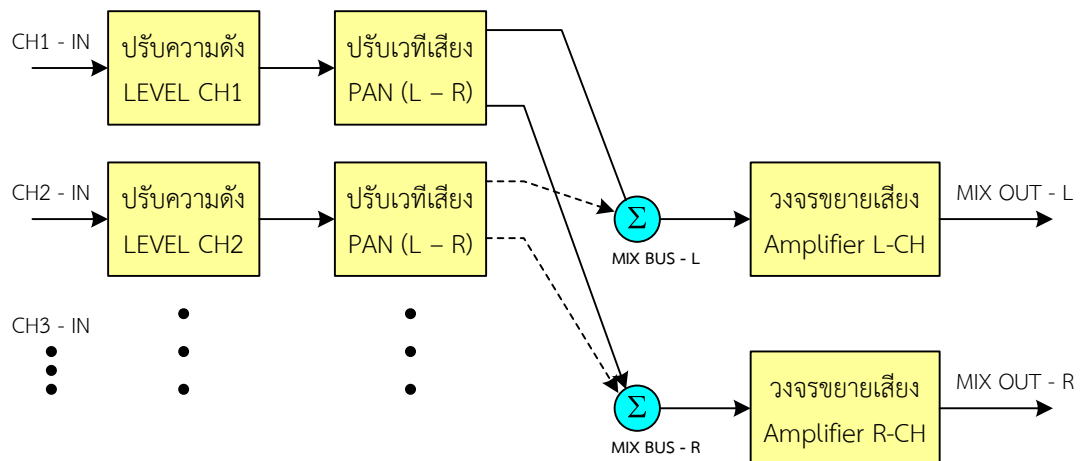 CH1 - IN
ปรับความดัง
LEVEL CH1
ปรับเวทีเสียง
PAN (L – R)
CH2 - IN
ปรับความดัง
LEVEL CH2
ปรับเวทีเสียง
PAN (L – R)
Σ
MIX BUS - L
วงจรขยายเสียง
Amplifier L-CH
MIX OUT - L
CH3 - IN
Σ
MIX BUS - R
วงจรขยายเสียง
Amplifier R-CH
MIX OUT - R